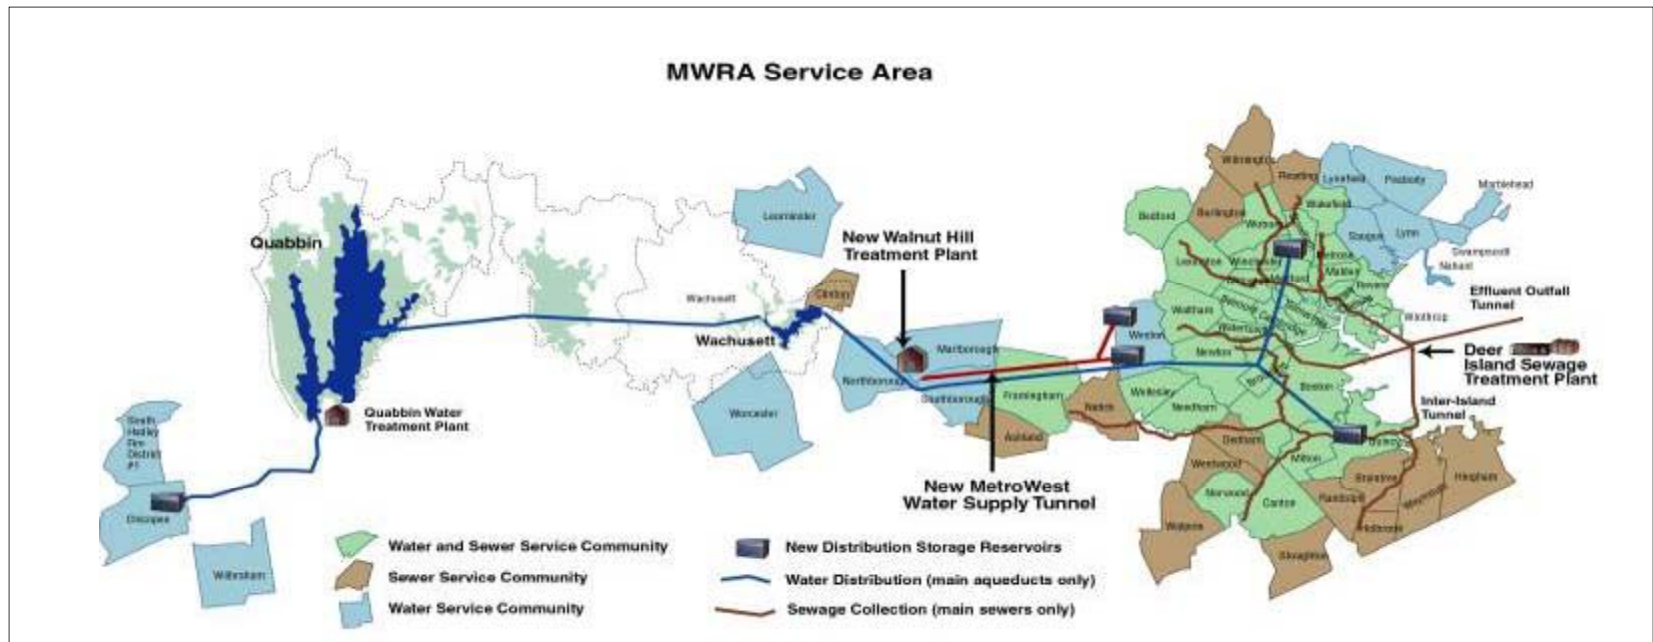 MWRA Service Area
Quabbin
Quabbin Water
Treatment Plant
South
Hadley
Fire
District
#1
Chicopee
Wilbraham
Leominster
Wachusett
Wachusett
Clinton
Worcester
New Walnut Hill
Treatment Plant
Marlborough
Northborough
Southborough
Framingham
Ashland
Natick
Weston
New MetroWest
Water Supply Tunnel
Wilmington
Reading
Lynnfield
Peabody
Marblehead
Burlington
Bedford
Wakefield
Saugus
Lynn
Swampscott
Nahant
Lexington
Winchester
Melrose
Malden
Revere
Winthrop
Waltham
Belmont
Cambridge
Watertown
Newton
Boston
Wellesley
Needham
Dedham
Milton
Quincy
Westwood
Norwood
Canton
Walpole
Stoughton
Randolph
Braintree
Weymouth
Hingham
Holbrook
Effluent Outfall
Tunnel
Deer
Island Sewage
Treatment Plant
Inter-Island
Tunnel
Water and Sewer Service Community
Sewer Service Community
Water Service Community
New Distribution Storage Reservoirs
Water Distribution (main aqueducts only)
Sewage Collection (main sewers only)